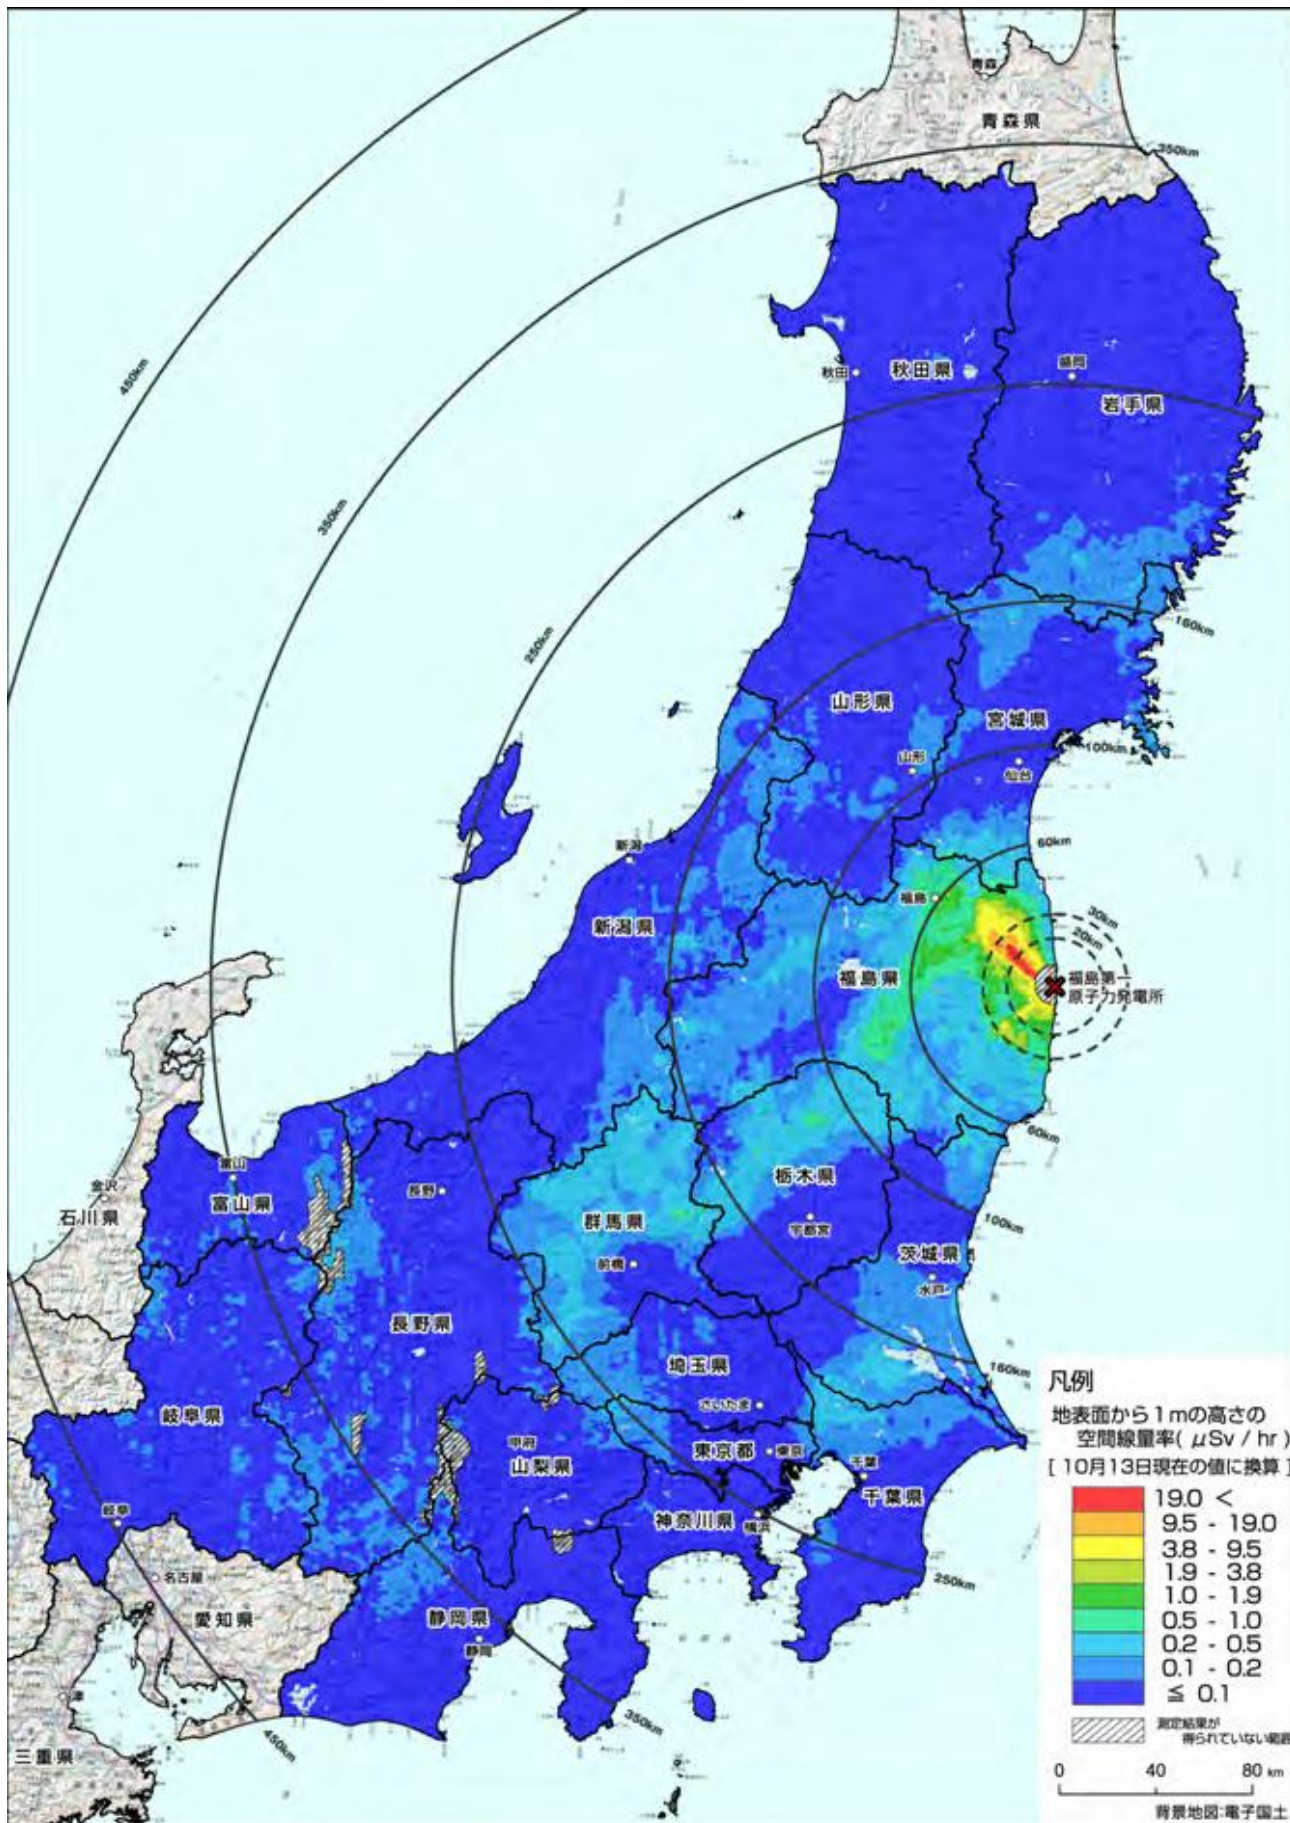 青森
青森県
350km
450km
秋田
秋田県
盛岡
岩手県
350km
250km
160km
山形県
宮城県
山形
仙台
100km
新潟
60km
福島
新潟県
30km
20km
福島県
福島第一
原子力発電所
60km
富山
金沢
富山県
長野
石川県
栃木県
群馬県
宇都宮
100km
前橋
茨城県
水戸
長野県
埼玉県
160km
岐阜県
さいたま
甲府
山梨県
東京都
東京
千葉
千葉県
岐阜
神奈川県
横浜
名古屋
250km
愛知県
静岡県
静岡
津
350km
450km
三重県
凡例
地表面から1mの高さの
空間線量率( μSv / hr )
[ 10月13日現在の値に換算 ]
19.0 <
9.5 - 19.0
3.8 - 9.5
1.9 - 3.8
1.0 - 1.9
0.5 - 1.0
0.2 - 0.5
0.1 - 0.2
≦ 0.1
測定結果が
得られていない範囲
0 40 80 km
背景地図:電子国土